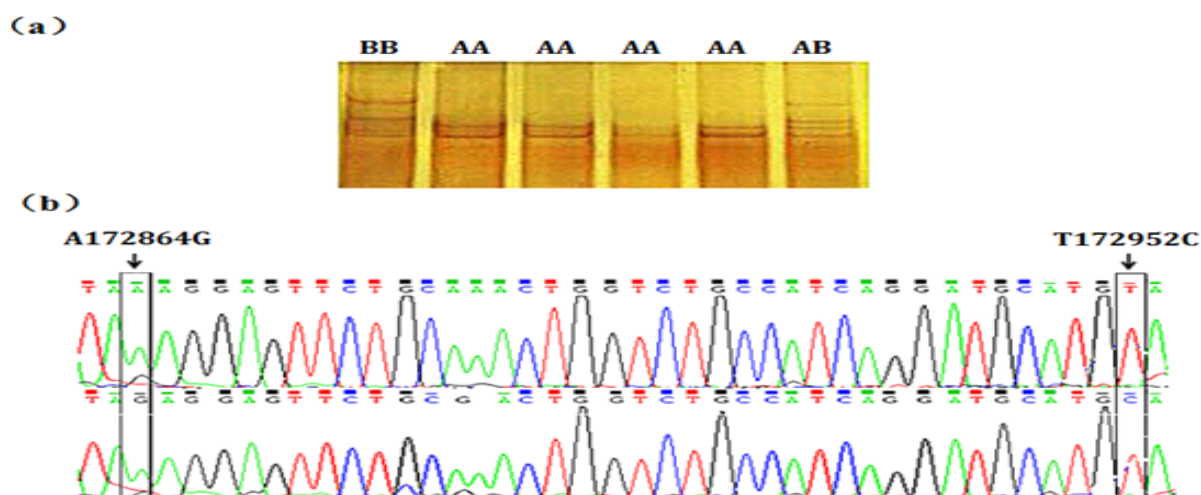 (a)
BB AA AA AA AA AB
(b)
A172864G T172952C
T A A A G G A G T T C T G C A A A C T G G T C T G C C A T C A G G A T G C A T G T A
T A G A G G A G T T C T G C G A C T G G T C T G C C A T C A G G A T G C A T G C A